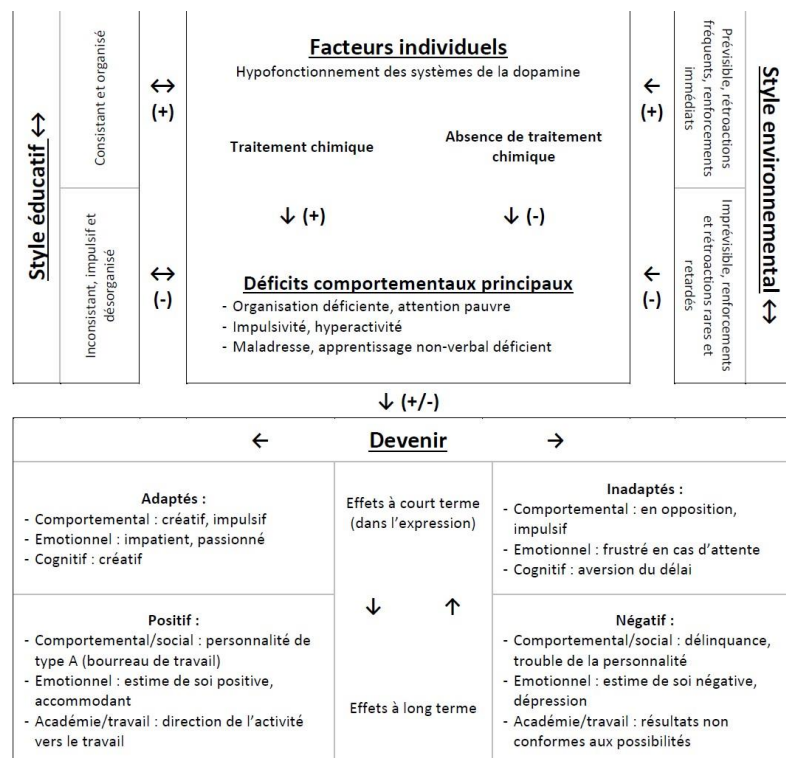 Style éducatif ↔
Consistant et organisé
Inconsistant, impulsif et
désorganisé
↔
(+)
↔
(-)
Facteurs individuels
Hypofonctionnement des systèmes de la dopamine
Traitement chimique
Absence de traitement
chimique
↓ (+)
↓ (-)
Déficits comportementaux principaux
- Organisation déficiente, attention pauvre
- Impulsivité, hyperactivité
- Maladresse, apprentissage non-verbal déficient
←
(+)
←
(-)
Prévisible, rétroactions
fréquents, renforcements
immédiats
Imprévisible, renforcements
et rétroactions rares et
retardés
Style environnemental ↔
↓ (+/-)
← Devenir →
Adaptés :
- Comportemental : créatif, impulsif
- Emotionnel : impatient, passionné
- Cognitif : créatif
Effets à court terme
(dans l’expression)
Inadaptés :
- Comportemental : en opposition,
impulsif
- Emotionnel : frustré en cas d’attente
- Cognitif : aversion du délai
↓ ↑
Positif :
- Comportemental/social : personnalité de
type A (bourreau de travail)
- Emotionnel : estime de soi positive,
accommodant
- Académie/travail : direction de l’activité
vers le travail
Effets à long terme
Négatif :
- Comportemental/social : délinquance,
trouble de la personnalité
- Emotionnel : estime de soi négative,
dépression
- Académie/travail : résultats non
conformes aux possibilités